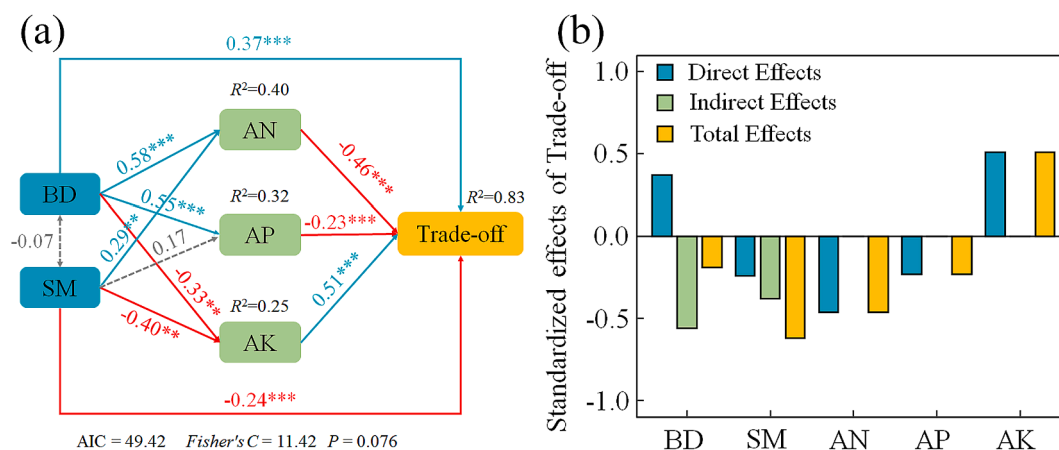 (a)
0.37***
R²=0.40
AN
0.58***
-0.46***
BD
0.55***
R²=0.32
R²=0.83
AP
-0.23***
Trade-off
-0.07
0.29**
0.17
SM
-0.33**
R²=0.25
0.51***
-0.40**
AK
-0.24***
AIC = 49.42 Fisher's C = 11.42 P = 0.076
(b)
Standardized effects of Trade-off
1.0
0.5
0.0
-0.5
-1.0
Direct Effects
Indirect Effects
Total Effects
BD SM AN AP AK